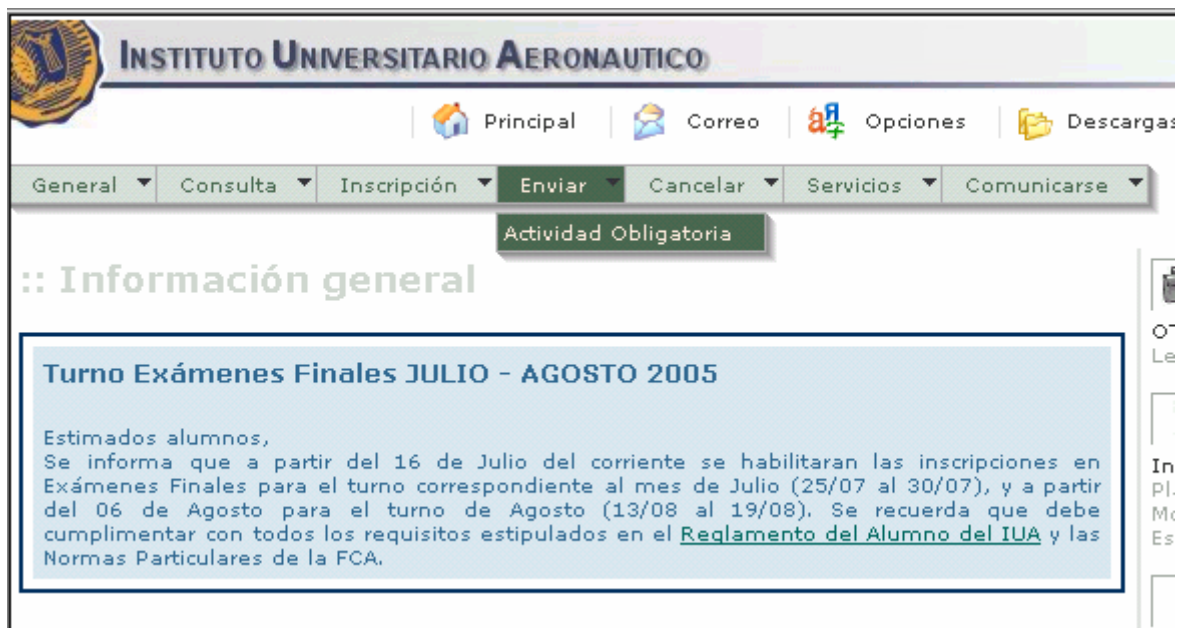 INSTITUTO UNIVERSITARIO AERONAUTICO
Principal Correo Opciones Descargas
General Consulta Inscripción Enviar Cancelar Servicios Comunicarse
Actividad Obligatoria
:: Información general
Turno Exámenes Finales JULIO - AGOSTO 2005
Estimados alumnos,
Se informa que a partir del 16 de Julio del corriente se habilitaran las inscripciones en
Exámenes Finales para el turno correspondiente al mes de Julio (25/07 al 30/07), y a partir
del 06 de Agosto para el turno de Agosto (13/08 al 19/08). Se recuerda que debe
cumplimentar con todos los requisitos estipulados en el Reglamento del Alumno del IUA y las
Normas Particulares de la FCA.